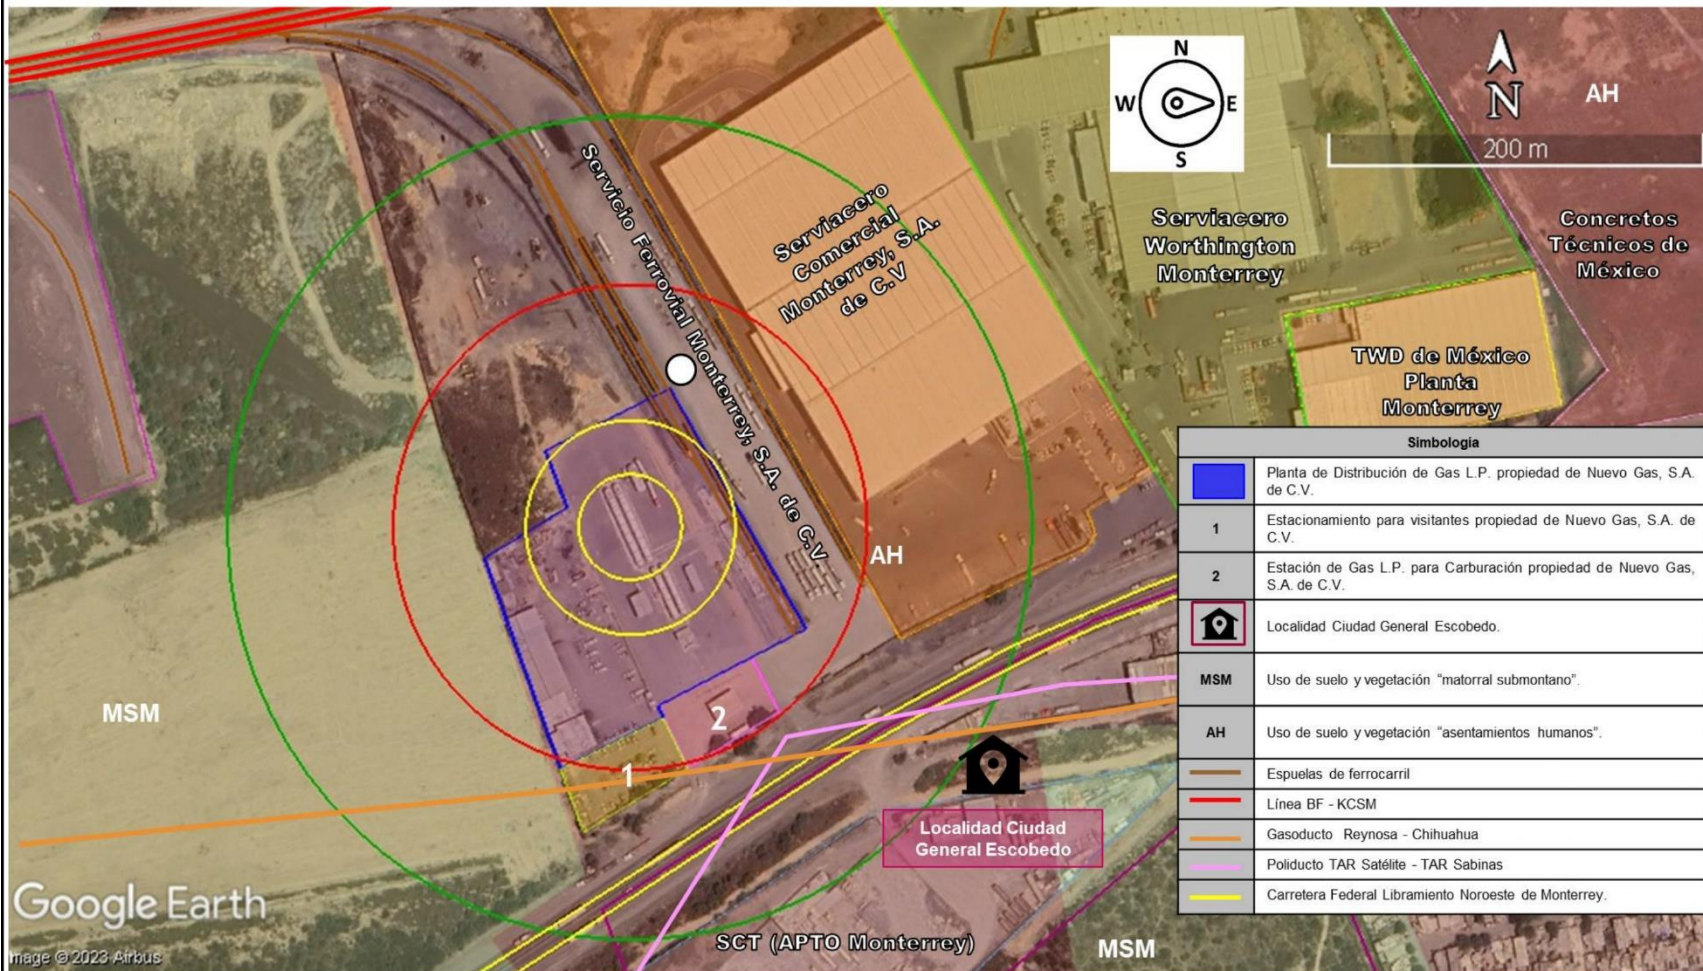 N
W
E
S
N
200 m
AH
Servicio Ferrovial Monterrey, S.A. de C.V.
Serviacero
Comercial
Monterrey, S.A.
de C.V
Serviacero
Worthington
Monterrey
Concretos
Técnicos de
México
TWD de México
Planta
Monterrey
AH
MSM
2
1
Localidad Ciudad
General Escobedo
SCT (APTO Monterrey)
MSM
Google Earth
mage © 2023 Airbus
Simbología
Planta de Distribución de Gas L.P. propiedad de Nuevo Gas, S.A.
de C.V.
1
Estacionamiento para visitantes propiedad de Nuevo Gas, S.A. de
C.V.
2
Estación de Gas L.P. para Carburación propiedad de Nuevo Gas,
S.A. de C.V.
Localidad Ciudad General Escobedo.
MSM
Uso de suelo y vegetación “matorral submontano”.
AH
Uso de suelo y vegetación “asentamientos humanos”.
Espuelas de ferrocarril
Línea BF - KCSM
Gasoducto Reynosa - Chihuahua
Poliducto TAR Satélite - TAR Sabinas
Carretera Federal Libramiento Noroeste de Monterrey.